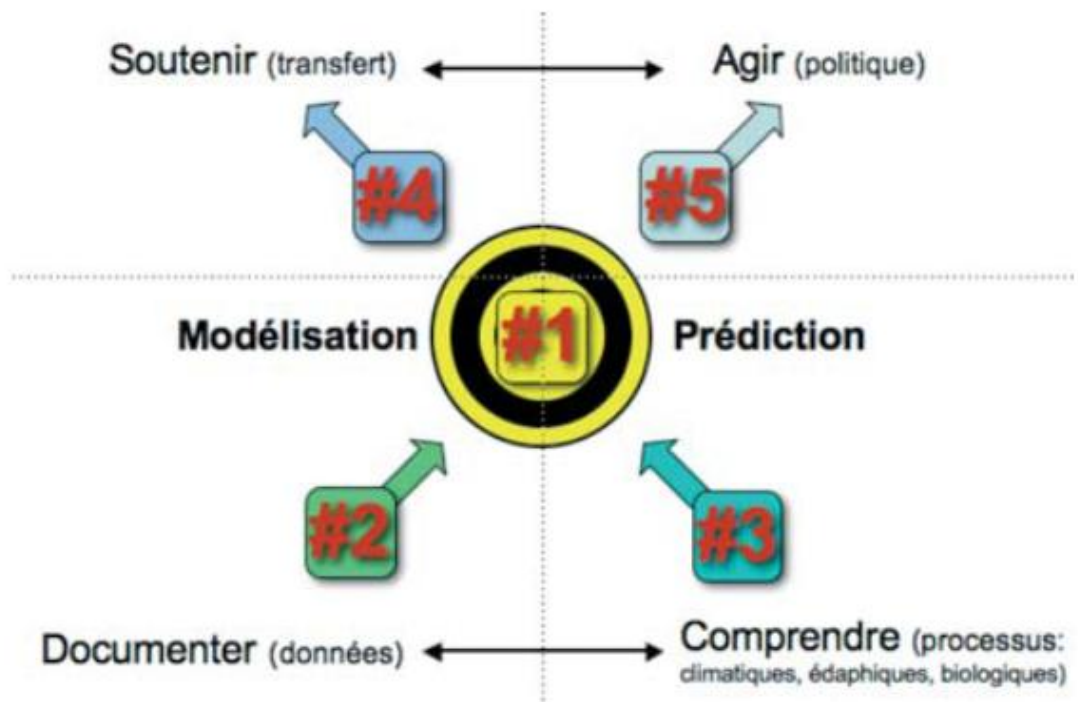 Soutenir (transfert)
Agir (politique)
#4
#5
Modélisation
#1
Prédiction
#2
#3
Documenter (données)
Comprendre (processus:
climatiques, édaphiques, biologiques)